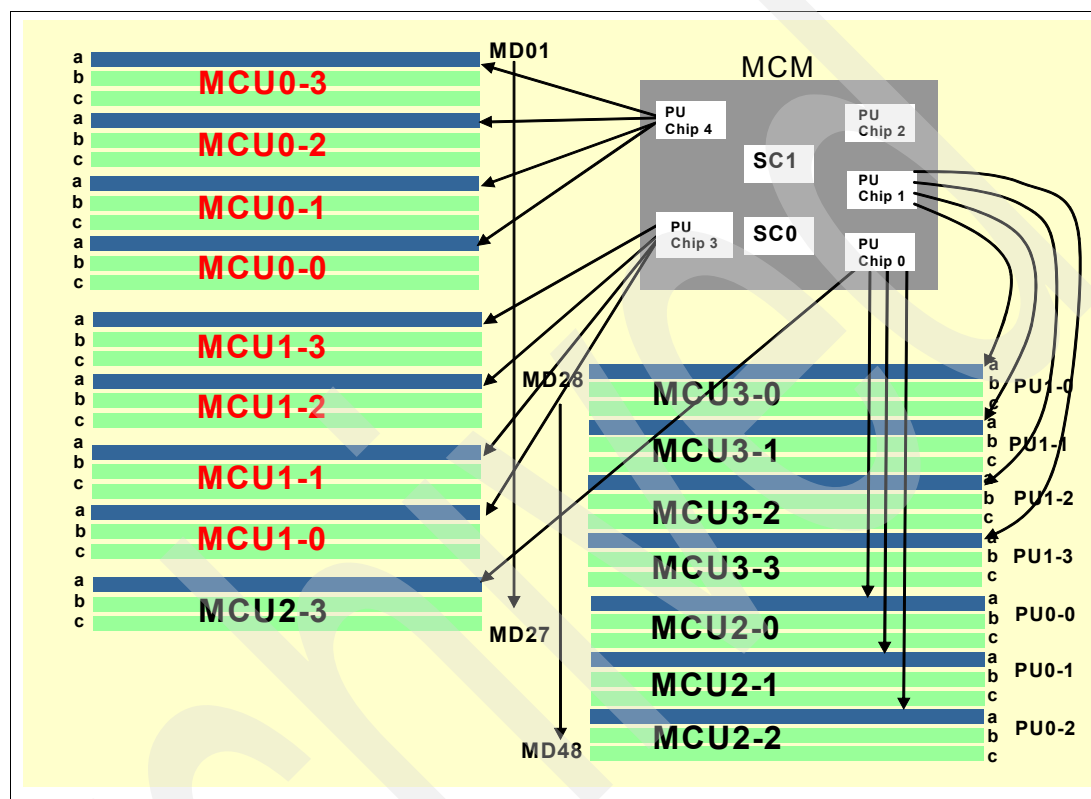 MD01
a
b
c
MCU0-3
a
b
c
MCU0-2
a
b
c
MCU0-1
a
b
c
MCU0-0
a
b
c
MCU1-3
a
b
c
MCU1-2
a
b
c
MCU1-1
a
b
c
MCU1-0
a
b
c
MCU2-3
MD27
MCM
PU
Chip 4
PU
Chip 2
SC1
PU
Chip 1
PU
Chip 3
SC0
PU
Chip 0
MD28
MCU3-0
a
b
c
PU1-0
MCU3-1
a
b
c
PU1-1
MCU3-2
a
b
c
PU1-2
MCU3-3
a
b
c
PU1-3
MCU2-0
a
b
c
PU0-0
MCU2-1
a
b
c
PU0-1
MCU2-2
a
b
c
PU0-2
MD48